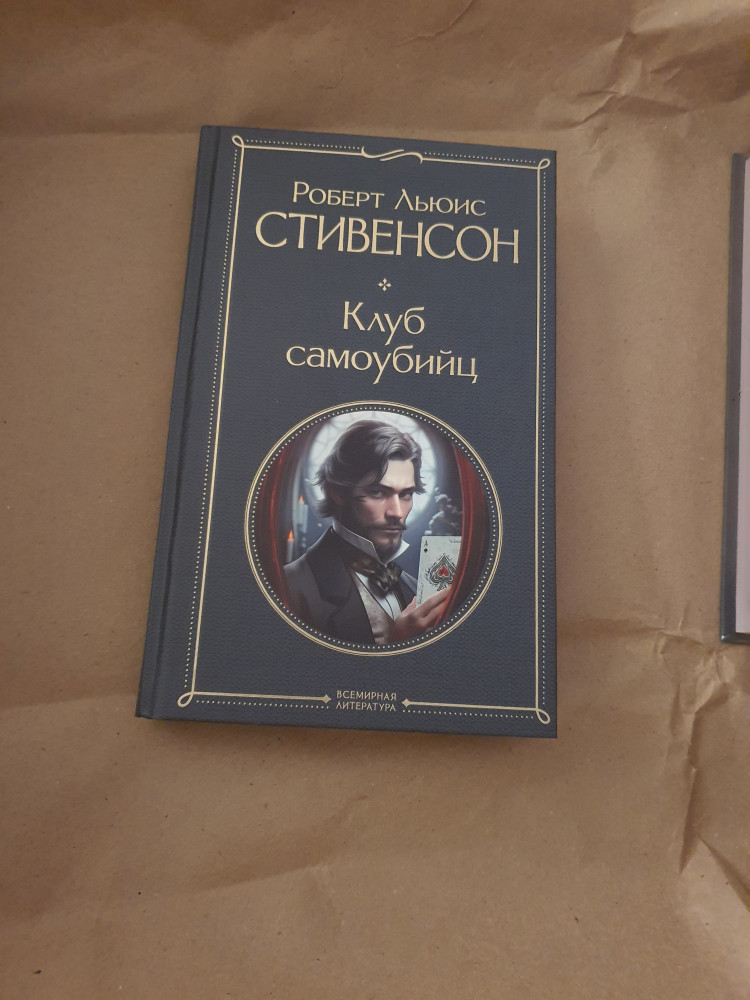 Роберт Льюис
СТИВЕНСОН
Клуб
самоубийц
A
ВСЕМИРНАЯ
ЛИТЕРАТУРА